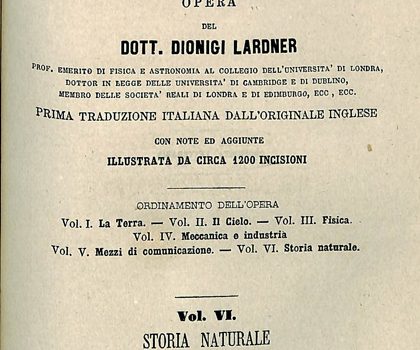 OPERA
DEL
DOTT. DIONIGI LARDNER
PROF. EMERITO DI FISICA E ASTRONOMIA AL COLLEGIO DELL'UNIVERSITA' DI LONDRA,
DOTTOR IN LEGGE DELLE UNIVERSITA' DI CAMBRIDGE E DI DUBLINO,
MEMBRO DELLE SOCIETA' REALI DI LONDRA E DI EDIMBURGO, ECC, ECC.
PRIMA TRADUZIONE ITALIANA DALL'ORIGINALE INGLESE
CON NOTE ED AGGIUNTE
ILLUSTRATA DA CIRCA 1200 INCISIONI
ORDINAMENTO DELL'OPERA
Vol. I. La Terra. — Vol. II. Il Cielo. — Vol. III. Fisica.
Vol. IV. Meccanica e industria
Vol. V. Mezzi di comunicazione. — Vol. VI. Storia naturale.
Vol. VI.
STORIA NATURALE